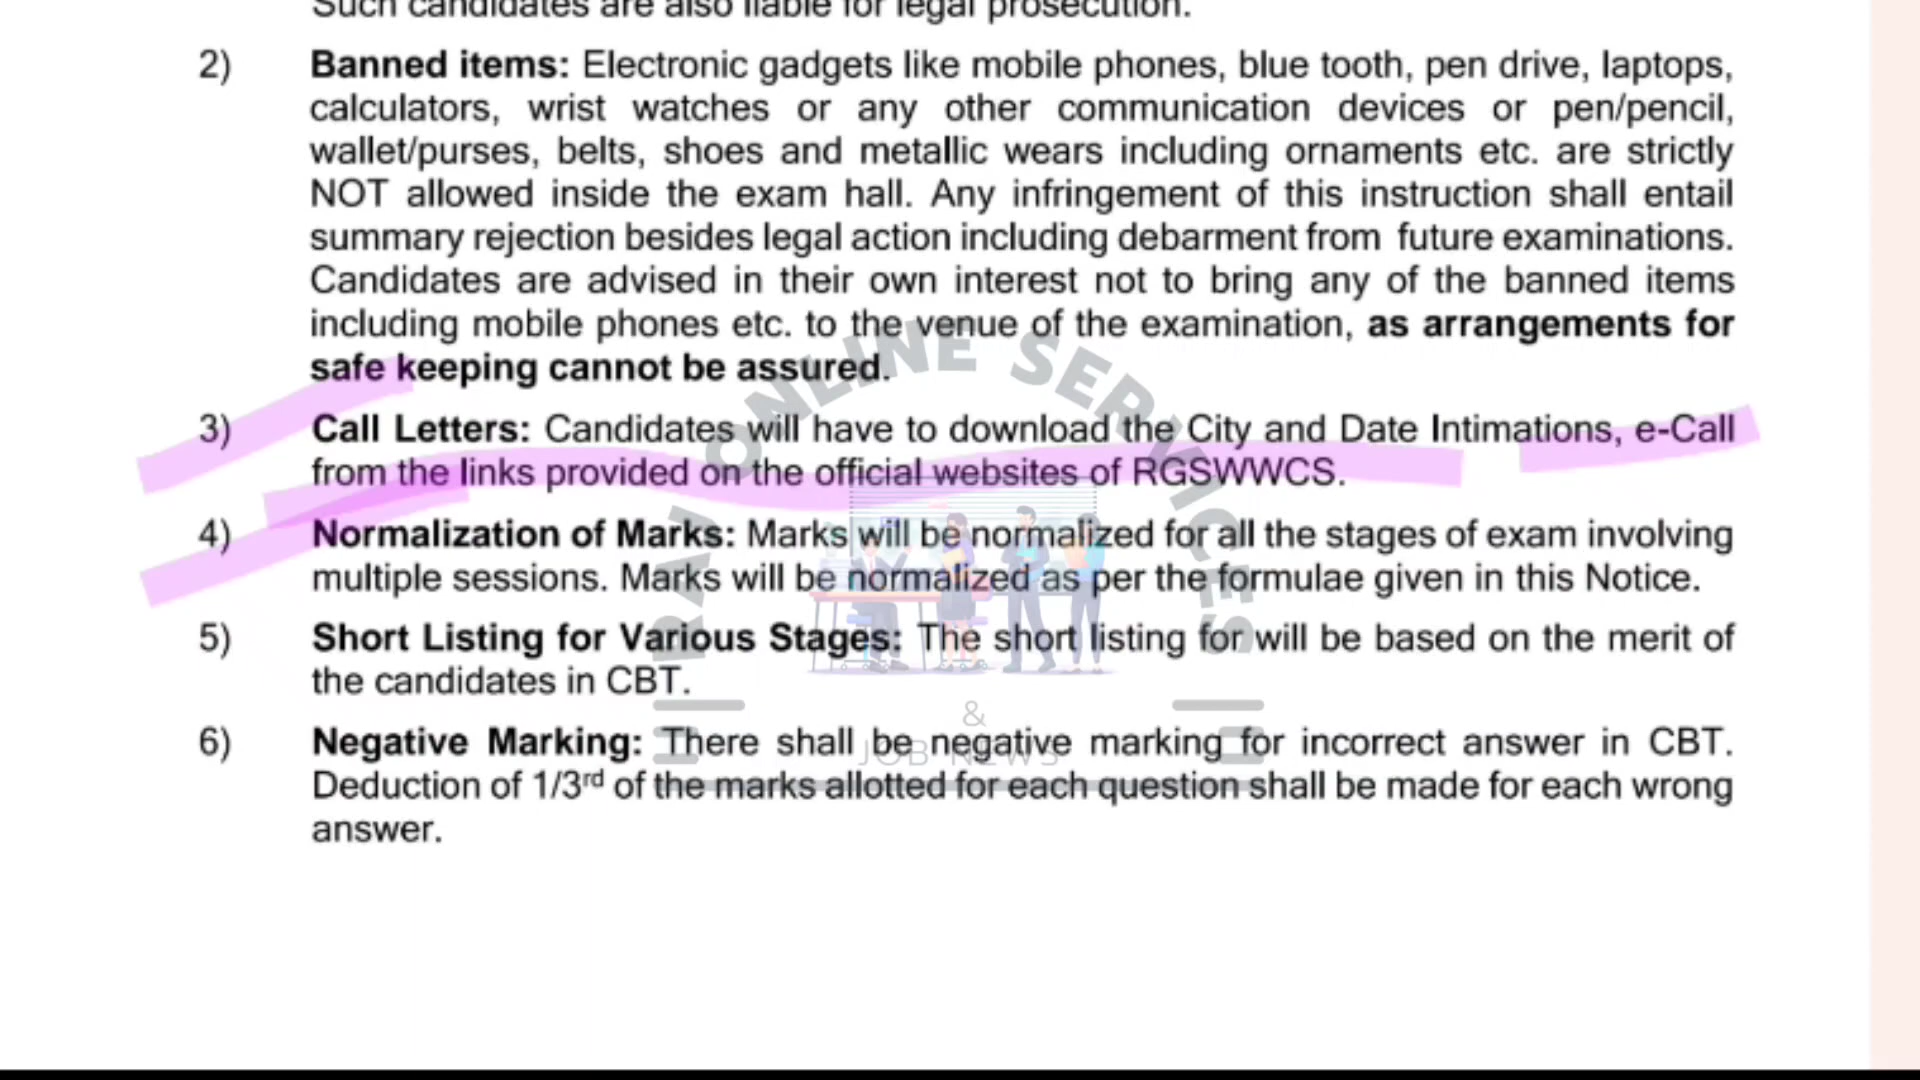 Such candidates are also liable for legal prosecution.
2) Banned items: Electronic gadgets like mobile phones, blue tooth, pen drive, laptops,
calculators, wrist watches or any other communication devices or pen/pencil,
wallet/purses, belts, shoes and metallic wears including ornaments etc. are strictly
NOT allowed inside the exam hall. Any infringement of this instruction shall entail
summary rejection besides legal action including debarment from future examinations.
Candidates are advised in their own interest not to bring any of the banned items
including mobile phones etc. to the venue of the examination, as arrangements for
safe keeping cannot be assured.
3) Call Letters: Candidates will have to download the City and Date Intimations, e-Call
from the links provided on the official websites of RGSWWCS.
4) Normalization of Marks: Marks will be normalized for all the stages of exam involving
multiple sessions. Marks will be normalized as per the formulae given in this Notice.
5) Short Listing for Various Stages: The short listing for will be based on the merit of
the candidates in CBT.
6) Negative Marking: There shall be negative marking for incorrect answer in CBT.
Deduction of 1/3rd of the marks allotted for each question shall be made for each wrong
answer.
ONLINE SERVICES
&
JOB NEWS